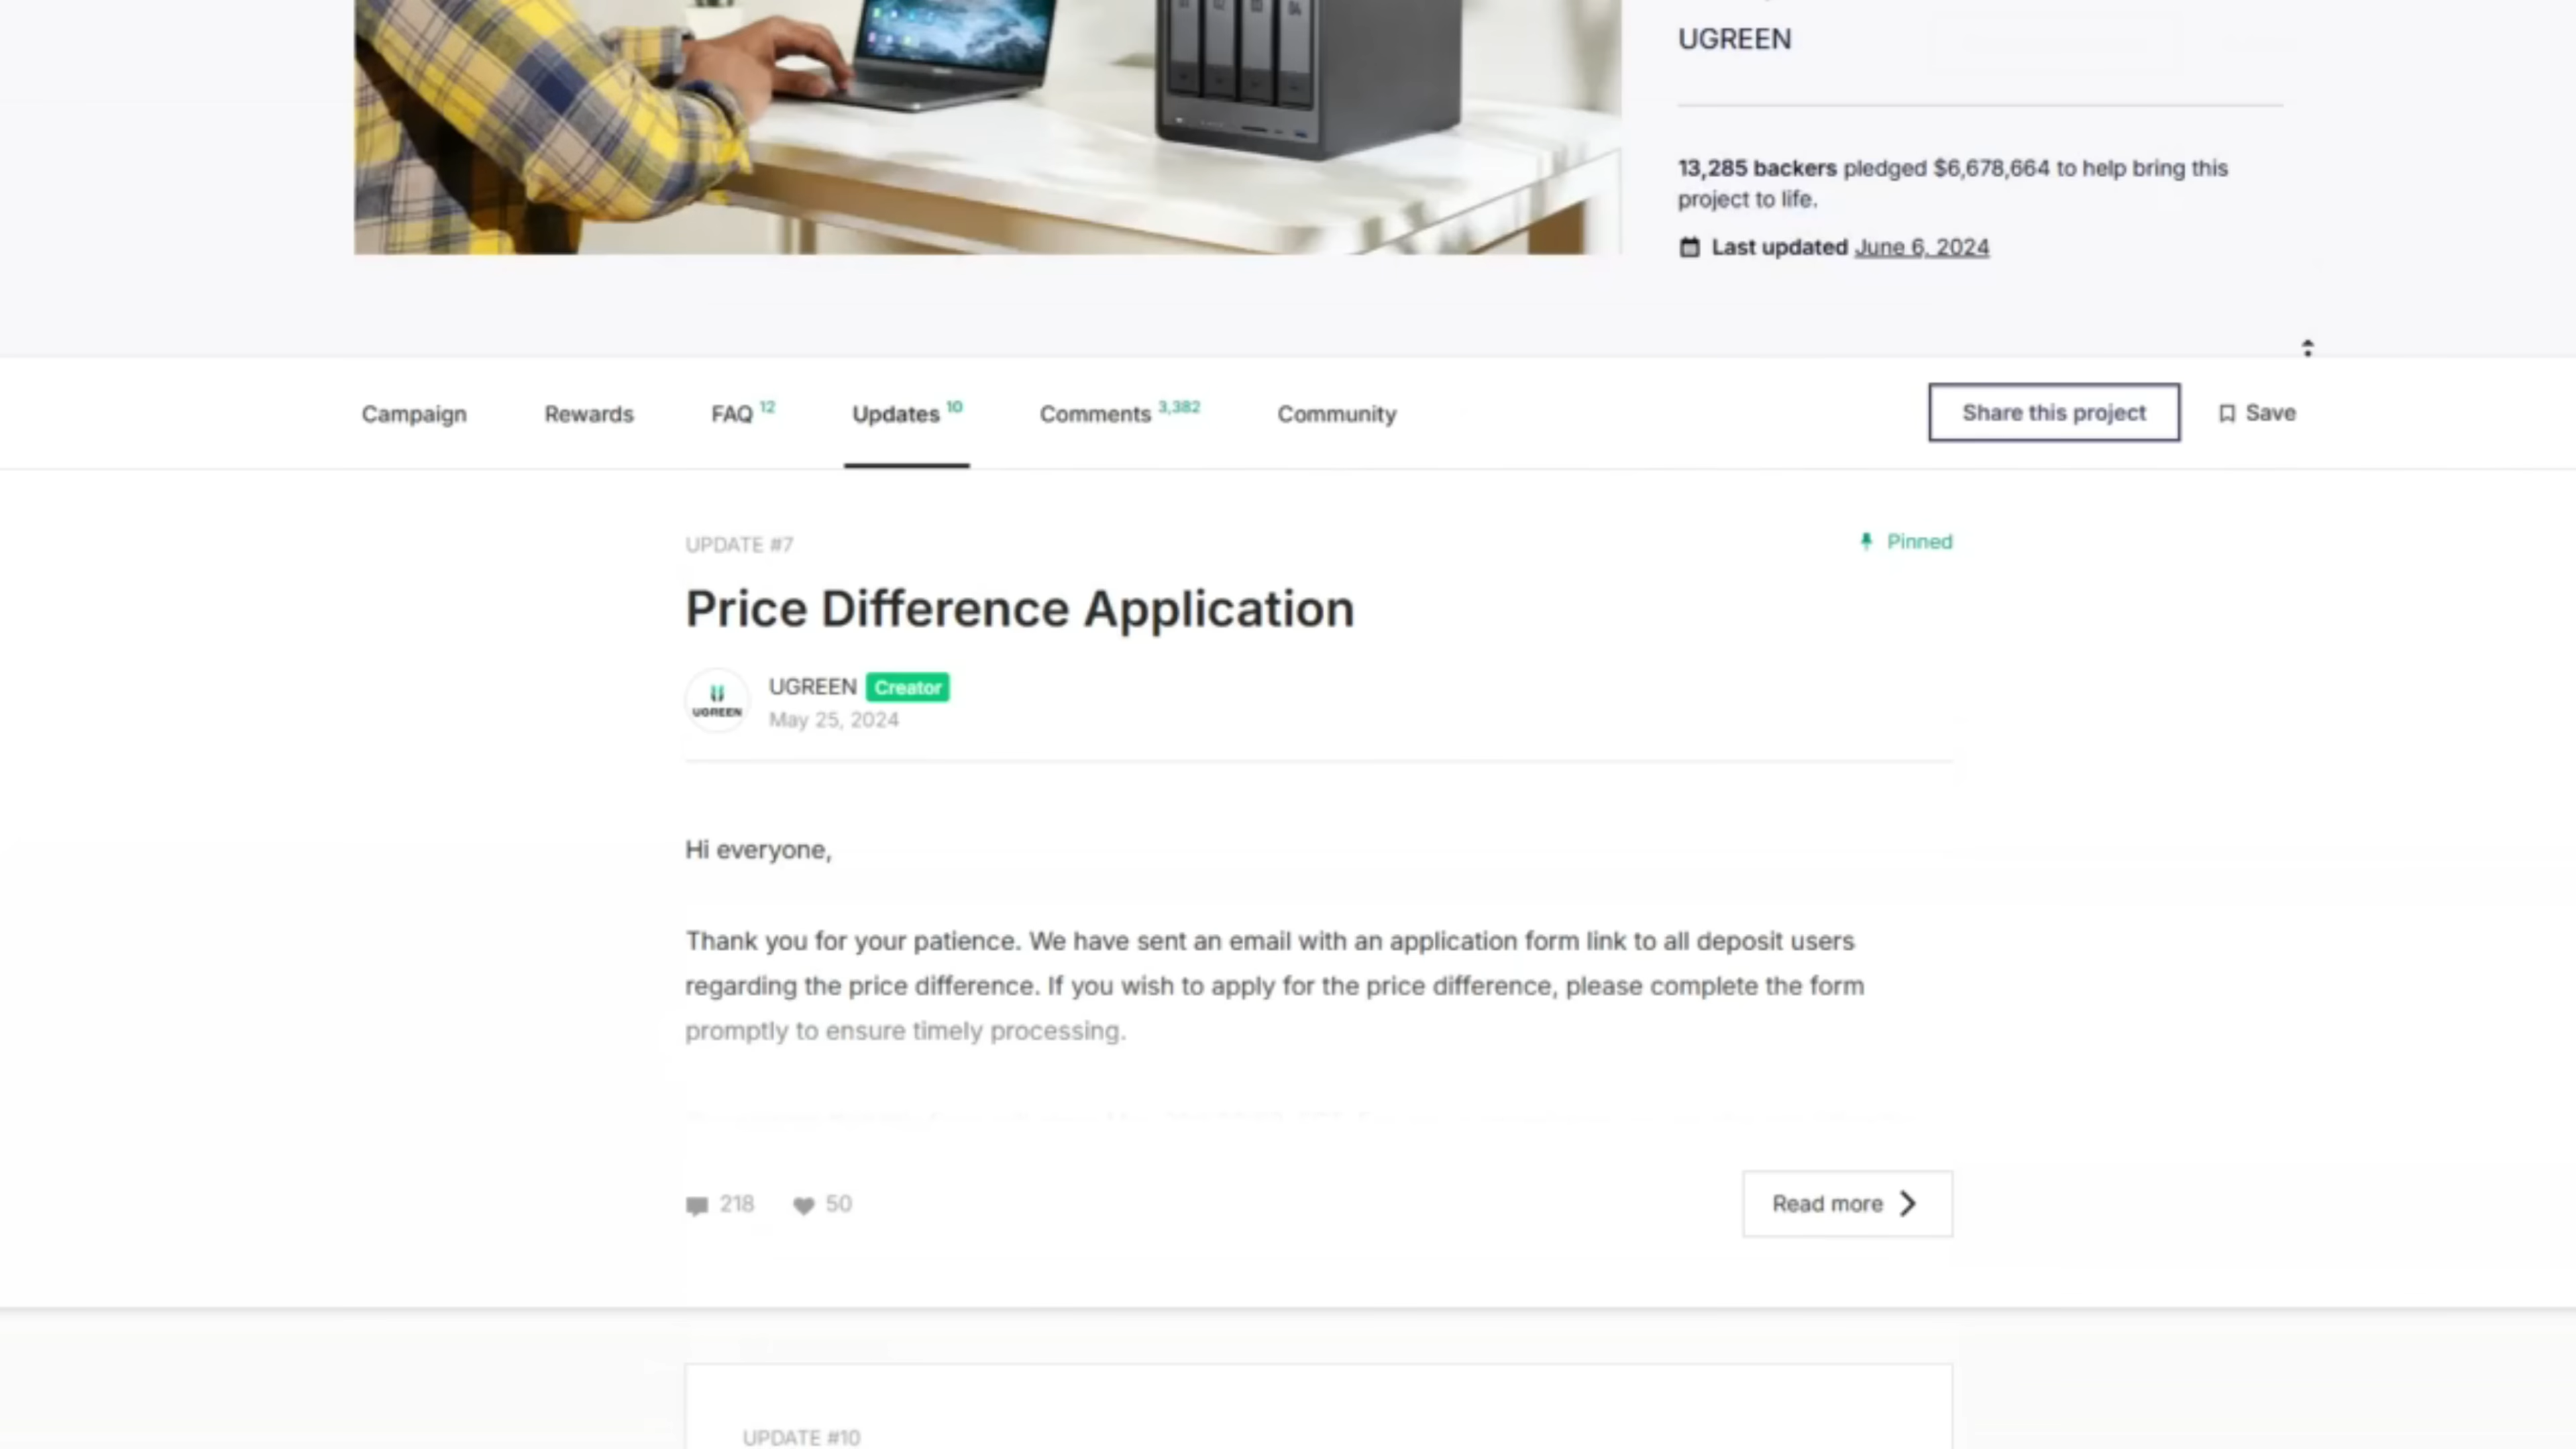 UGREEN
13,285 backers pledged $6,678,664 to help bring this
project to life.
Last updated June 6, 2024
Campaign
Rewards
FAQ 12
Updates 10
Comments 3,382
Community
Share this project
Save
UPDATE #7
Pinned
Price Difference Application
UGREEN
UGREEN Creator
May 25, 2024
Hi everyone,
Thank you for your patience. We have sent an email with an application form link to all deposit users
regarding the price difference. If you wish to apply for the price difference, please complete the form
promptly to ensure timely processing.
218
50
Read more
UPDATE #10